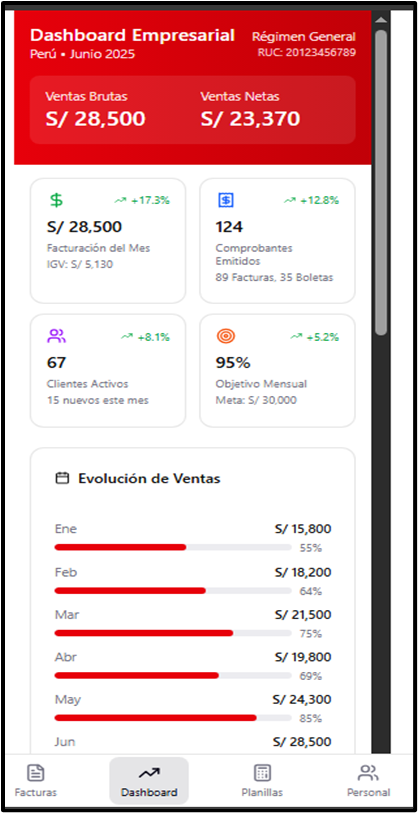 Dashboard Empresarial
Perú • Junio 2025
Régimen General
RUC: 20123456789
Ventas Brutas
S/ 28,500
Ventas Netas
S/ 23,370
+17.3%
S/ 28,500
Facturación del Mes
IGV: S/ 5,130
+12.8%
124
Comprobantes
Emitidos
89 Facturas, 35 Boletas
+8.1%
67
Clientes Activos
15 nuevos este mes
+5.2%
95%
Objetivo Mensual
Meta: S/ 30,000
Evolución de Ventas
Ene S/ 15,800
55%
Feb S/ 18,200
64%
Mar S/ 21,500
75%
Abr S/ 19,800
69%
May S/ 24,300
85%
Jun S/ 28,500
Facturas Dashboard Planillas Personal